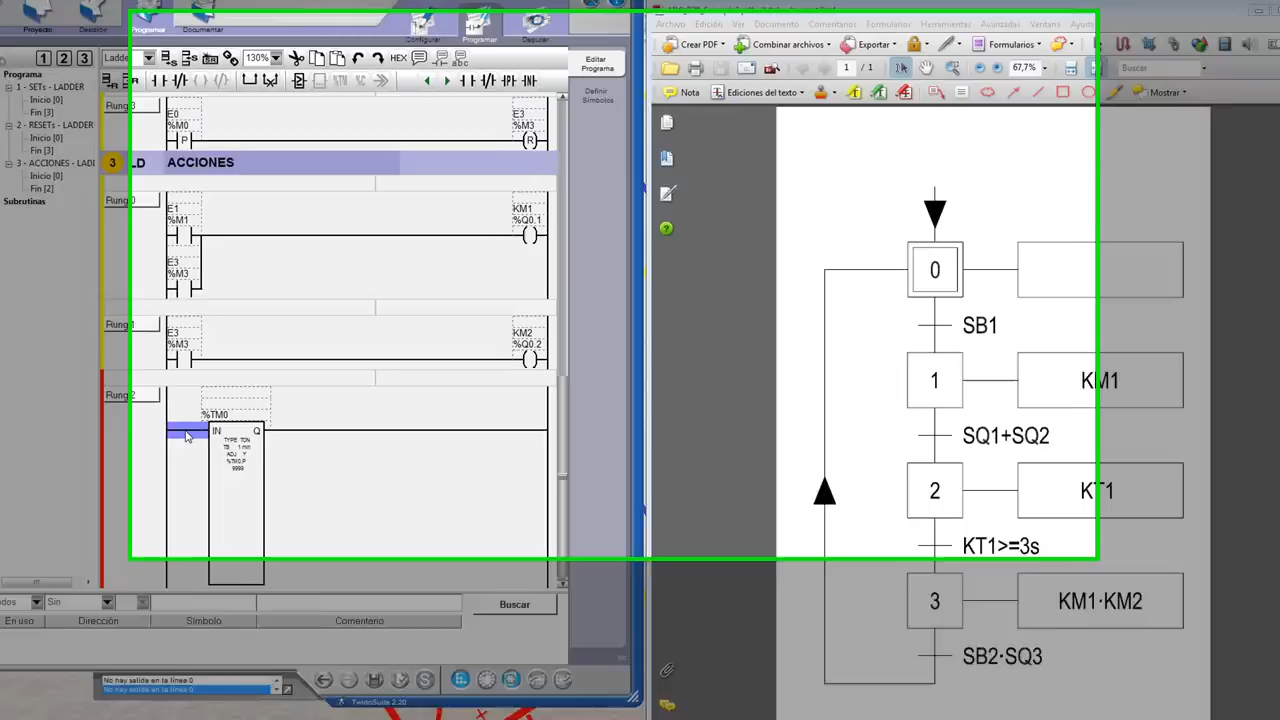 Proyecto
Describir
Programar
Documentar
Configurar
Programar
Depurar
Programa
1 - SETs - LADDER
Inicio [0]
Fin [3]
2 - RESETs - LADDER
Inicio [0]
Fin [3]
3 - ACCIONES - LADI
Inicio [0]
Fin [2]
Subrutinas
1 2 3
Ladde
130%
HEX
abc
Editar
Programa
Definir
Símbolos
Rung 3
E0
%M0
P
E3
%M3
R
3 LD ACCIONES
Rung 0
E1
%M1
KM1
%Q0.1
E3
%M3
Rung 1
E3
%M3
KM2
%Q0.2
Rung 2
%TM0
IN Q
TYPE TON
TB 1 min
ADJ Y
%TM0.P
9999
dos
Sin
Buscar
En uso
Dirección
Símbolo
Comentario
No hay salida en la línea 0
No hay salida en la línea 0
TwidoSuite 2.20
Archivo Edición Ver Documento Comentarios Formularios Herramientas Avanzadas Ventana Ayuda
Crear PDF
Combinar archivos
Exportar
Formularios
1 / 1
67,7%
Buscar
Nota
Ediciones del texto
Mostrar
0
SB1
1
KM1
SQ1+SQ2
2
KT1
KT1>=3s
3
KM1·KM2
SB2·SQ3